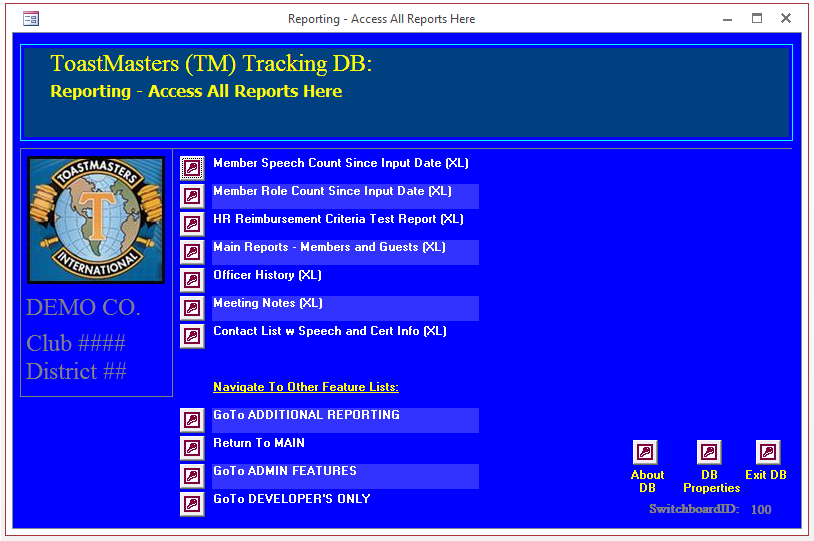 Reporting - Access All Reports Here
ToastMasters (TM) Tracking DB:
Reporting - Access All Reports Here
TOASTMASTERS
T
INTERNATIONAL
DEMO CO.
Club ####
District ##
Member Speech Count Since Input Date (XL)
Member Role Count Since Input Date (XL)
HR Reimbursement Criteria Test Report (XL)
Main Reports - Members and Guests (XL)
Officer History (XL)
Meeting Notes (XL)
Contact List w Speech and Cert Info (XL)
Navigate To Other Feature Lists:
GoTo ADDITIONAL REPORTING
Return To MAIN
GoTo ADMIN FEATURES
GoTo DEVELOPER'S ONLY
About
DB
DB
Properties
Exit DB
SwitchboardID: 100